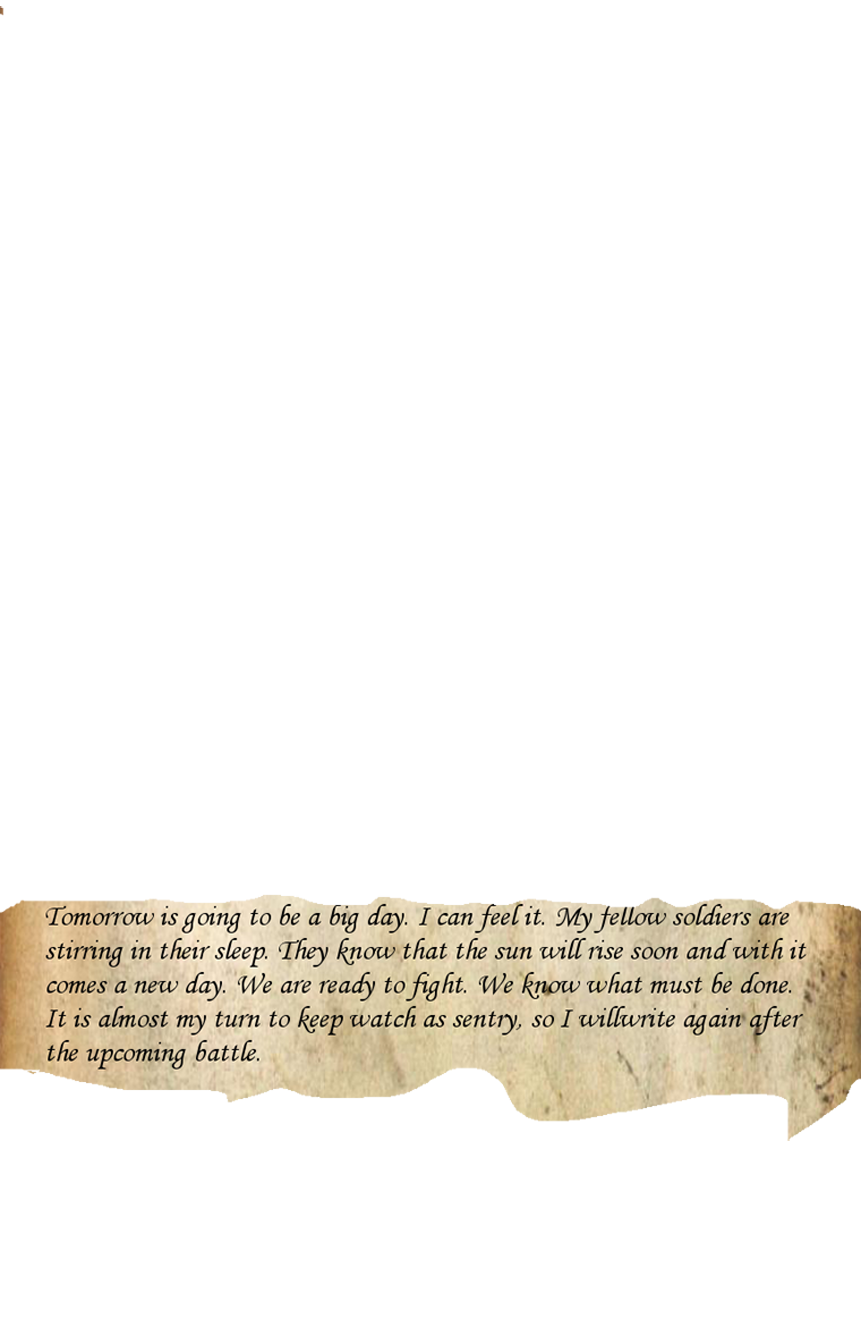 Tomorrow is going to be a big day. I can feel it. My fellow soldiers are
stirring in their sleep. They know that the sun will rise soon and with it
comes a new day. We are ready to fight. We know what must be done.
It is almost my turn to keep watch as sentry, so I willwrite again after
the upcoming battle.